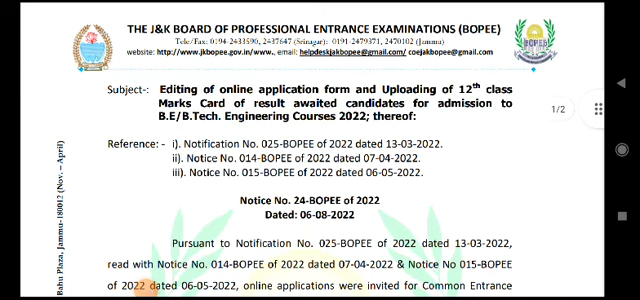 THE J&K BOARD OF PROFESSIONAL ENTRANCE EXAMINATIONS (BOPEE)
Tele/Fax: 0194-2433590, 2437647 (Srinagar): 0191-2479371, 2470102 (Jammu)
website: http://www.jkbopee.gov.in/www., email: helpdeskjakbopee@gmail.com/ coejakbopee@gmail.com
BOPEE
Subject-: Editing of online application form and Uploading of 12th class
Marks Card of result awaited candidates for admission to
B.E/B.Tech. Engineering Courses 2022; thereof:
1/2
Reference: - i). Notification No. 025-BOPEE of 2022 dated 13-03-2022.
ii). Notice No. 014-BOPEE of 2022 dated 07-04-2022.
iii). Notice No. 015-BOPEE of 2022 dated 06-05-2022.
Notice No. 24-BOPEE of 2022
Dated: 06-08-2022
Pursuant to Notification No. 025-BOPEE of 2022 dated 13-03-2022,
read with Notice No. 014-BOPEE of 2022 dated 07-04-2022 & Notice No 015-BOPEE
of 2022 dated 06-05-2022, online applications were invited for Common Entrance
Bahu Plaza, Jammu-180012 (Nov. – April)